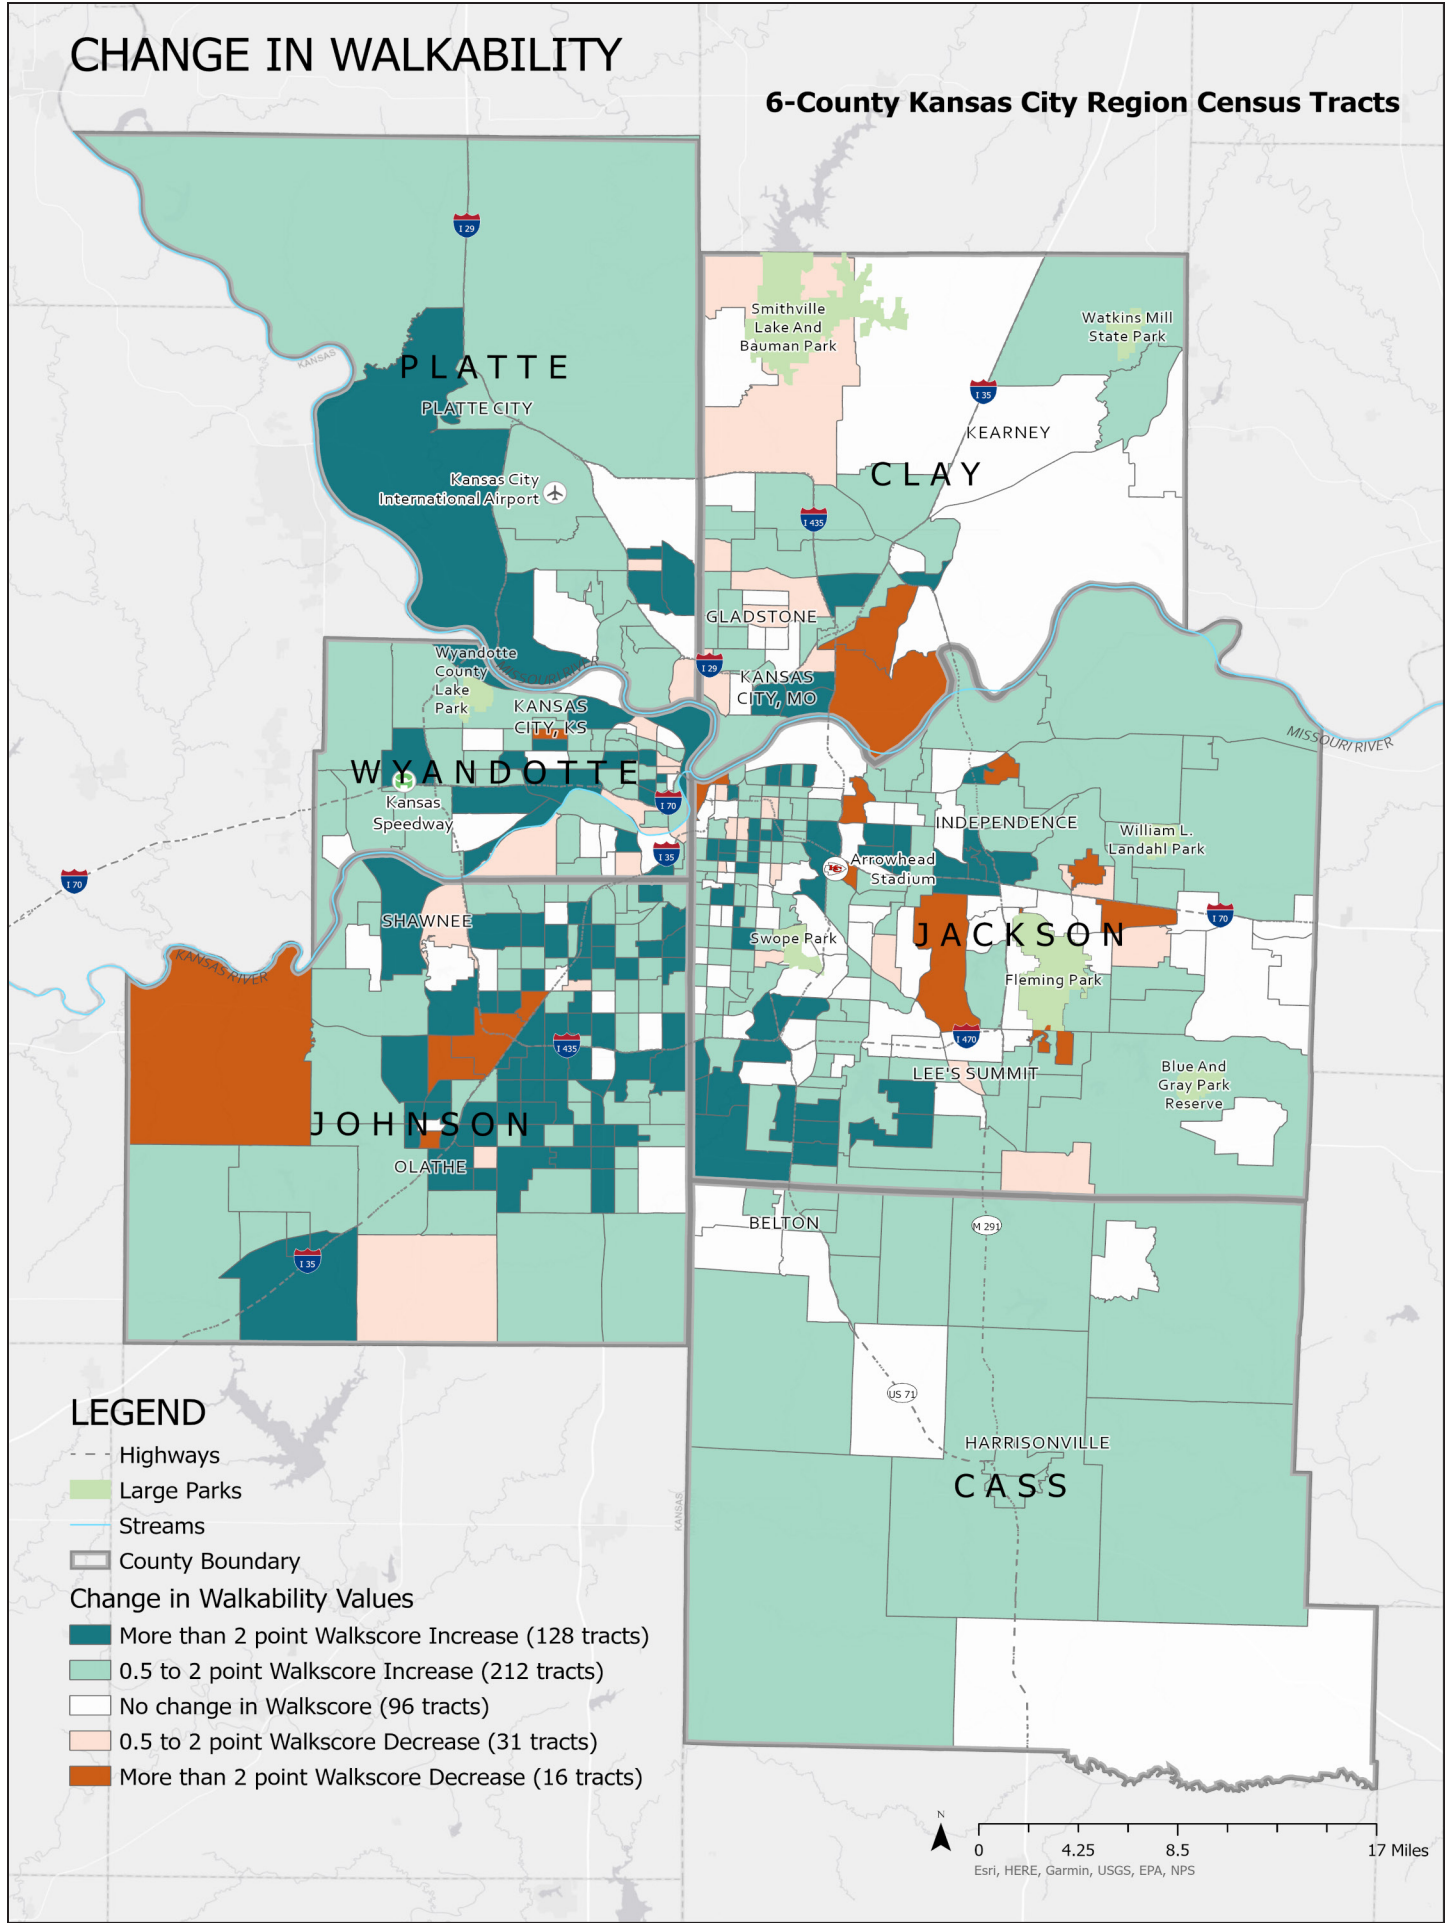 CHANGE IN WALKABILITY
6-County Kansas City Region Census Tracts
I 29
Smithville
Lake And
Bauman Park
Watkins Mill
State Park
KANSAS
PLATTE
PLATTE CITY
I 35
KEARNEY
CLAY
Kansas City
International Airport
I 435
GLADSTONE
Wyandotte
County
Lake
Park
MISSOURI RIVER
I 29
KANSAS
CITY, MO
KANSAS
CITY, KS
MISSOURI RIVER
WYANDOTTE
Kansas
Speedway
I 70
INDEPENDENCE
William L.
Landahl Park
I 35
Arrowhead
Stadium
I 70
SHAWNEE
JACKSON
I 70
Swope Park
KANSAS RIVER
Fleming Park
I 435
I 470
LEE'S SUMMIT
Blue And
Gray Park
Reserve
JOHNSON
OLATHE
BELTON
M 291
I 35
US 71
HARRISONVILLE
CASS
KANSAS
LEGEND
Highways
Large Parks
Streams
County Boundary
Change in Walkability Values
More than 2 point Walkscore Increase (128 tracts)
0.5 to 2 point Walkscore Increase (212 tracts)
No change in Walkscore (96 tracts)
0.5 to 2 point Walkscore Decrease (31 tracts)
More than 2 point Walkscore Decrease (16 tracts)
N
0 4.25 8.5 17 Miles
Esri, HERE, Garmin, USGS, EPA, NPS